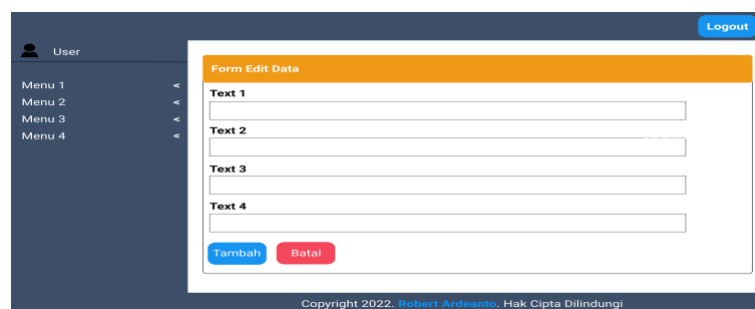 Logout
User
Menu 1 <
Menu 2 <
Menu 3 <
Menu 4 <
Form Edit Data
Text 1
Text 2
Text 3
Text 4
Tambah Batal
Copyright 2022. Robert Ardeanto. Hak Cipta Dilindungi